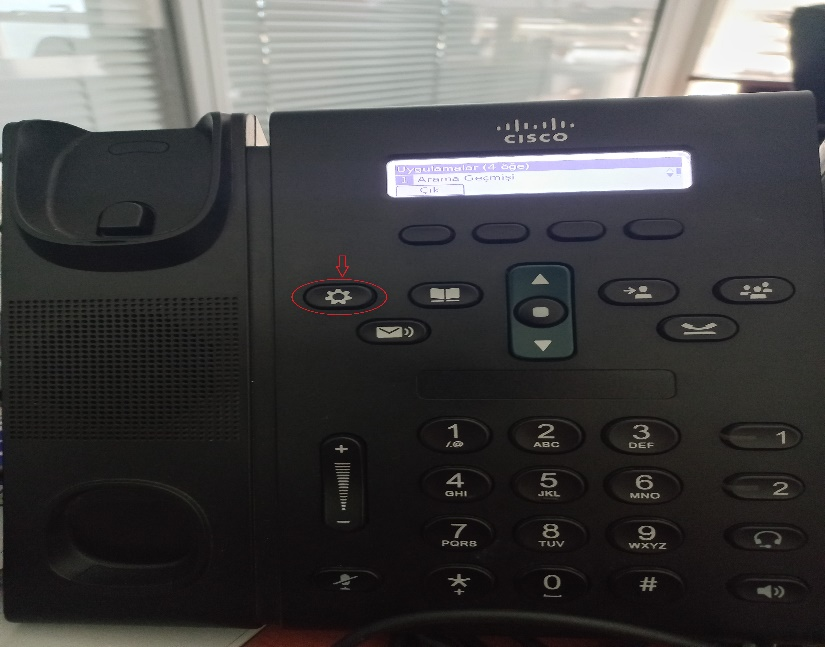 CISCO
Uygulamalar (4 öğe)
1 Arama Geçmişi
Çık
1
/.@
2
ABC
3
DEF
1
4
GHI
5
JKL
6
MNO
2
7
PQRS
8
TUV
9
WXYZ
*
+
0
#